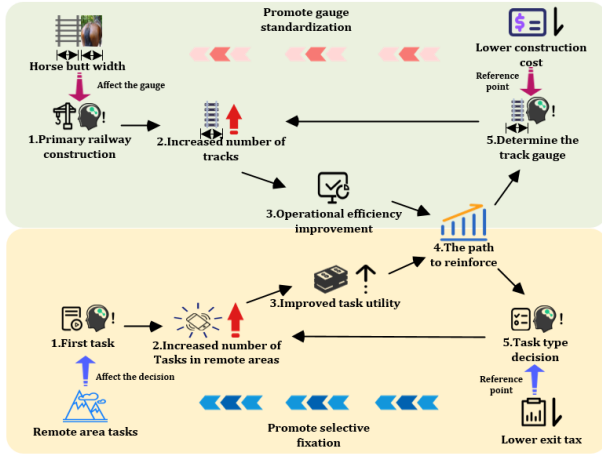 Promote gauge
standardization
Lower construction
cost
Horse butt width
Affect the gauge
Reference
point
1.Primary railway
construction
2.Increased number of
tracks
5.Determine the
track gauge
3.Operational efficiency
improvement
4.The path
to reinforce
3.Improved task utility
1.First task
2.Increased number of
Tasks in remote areas
5.Task type
decision
Affect the decision
Reference
point
Remote area tasks
Promote selective
fixation
Lower exit tax